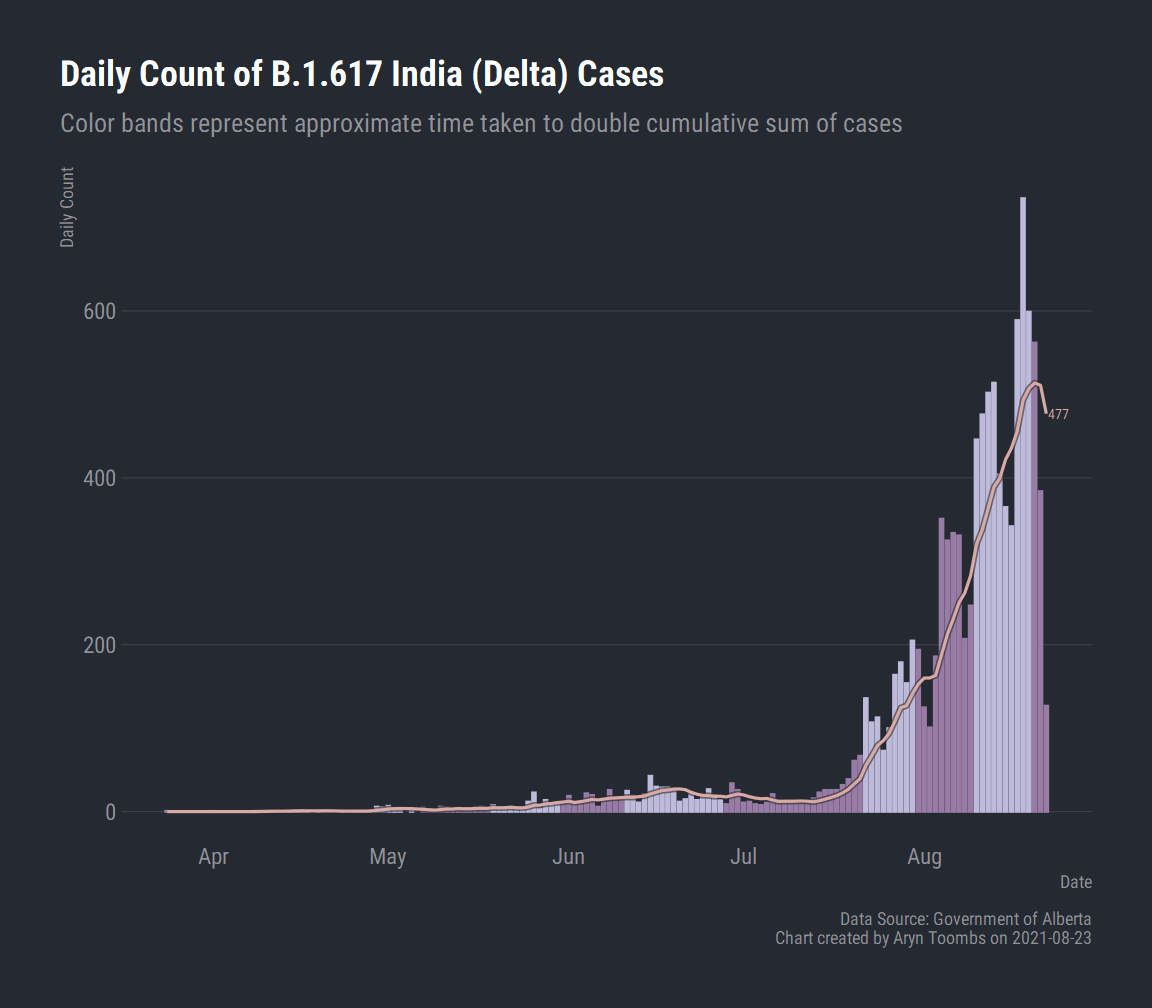 Daily Count of B.1.617 India (Delta) Cases
Color bands represent approximate time taken to double cumulative sum of cases
Daily Count
600
477
400
200
0
Apr May Jun Jul Aug
Date
Data Source: Government of Alberta
Chart created by Aryn Toombs on 2021-08-23